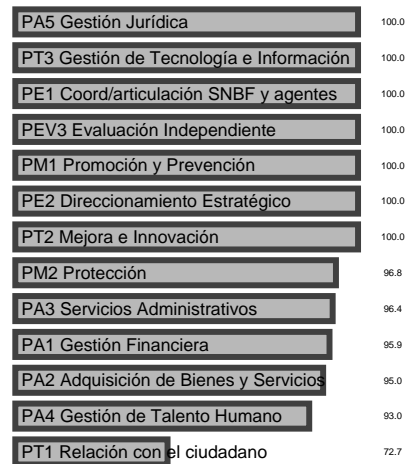 PA5 Gestión Jurídica 100.0
PT3 Gestión de Tecnología e Información 100.0
PE1 Coord/articulación SNBF y agentes 100.0
PEV3 Evaluación Independiente 100.0
PM1 Promoción y Prevención 100.0
PE2 Direccionamiento Estratégico 100.0
PT2 Mejora e Innovación 100.0
PM2 Protección 96.8
PA3 Servicios Administrativos 96.4
PA1 Gestión Financiera 95.9
PA2 Adquisición de Bienes y Servicios 95.0
PA4 Gestión de Talento Humano 93.0
PT1 Relación con el ciudadano 72.7